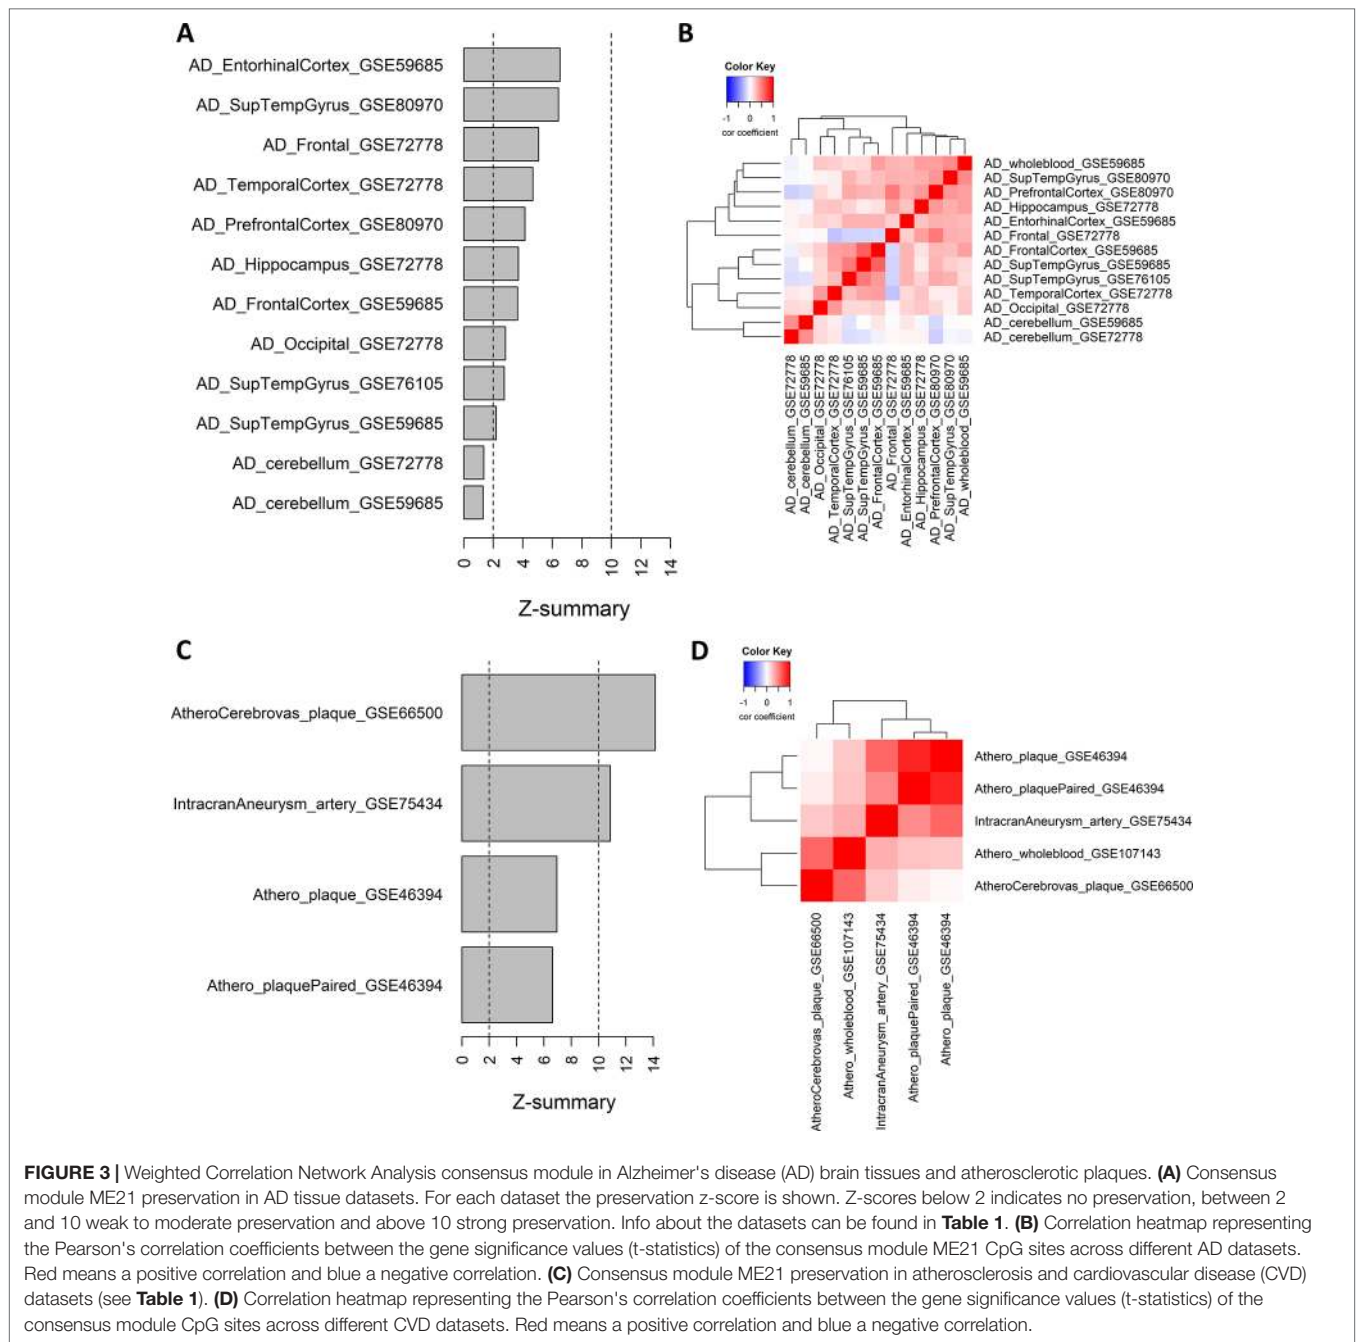 A
AD_EntorhinalCortex_GSE59685
AD_SupTempGyrus_GSE80970
AD_Frontal_GSE72778
AD_TemporalCortex_GSE72778
AD_PrefrontalCortex_GSE80970
AD_Hippocampus_GSE72778
AD_FrontalCortex_GSE59685
AD_Occipital_GSE72778
AD_SupTempGyrus_GSE76105
AD_SupTempGyrus_GSE59685
AD_cerebellum_GSE72778
AD_cerebellum_GSE59685
0 2 4 6 8 10 12 14
Z-summary
B
Color Key
-1 0 1
cor coefficient
AD_wholeblood_GSE59685
AD_SupTempGyrus_GSE80970
AD_PrefrontalCortex_GSE80970
AD_Hippocampus_GSE72778
AD_EntorhinalCortex_GSE59685
AD_Frontal_GSE72778
AD_FrontalCortex_GSE59685
AD_SupTempGyrus_GSE59685
AD_SupTempGyrus_GSE76105
AD_TemporalCortex_GSE72778
AD_Occipital_GSE72778
AD_cerebellum_GSE59685
AD_cerebellum_GSE72778
AD_cerebellum_GSE72778
AD_cerebellum_GSE59685
AD_Occipital_GSE72778
AD_TemporalCortex_GSE72778
AD_SupTempGyrus_GSE76105
AD_SupTempGyrus_GSE59685
AD_FrontalCortex_GSE59685
AD_Frontal_GSE72778
AD_EntorhinalCortex_GSE59685
AD_Hippocampus_GSE72778
AD_PrefrontalCortex_GSE80970
AD_SupTempGyrus_GSE80970
AD_wholeblood_GSE59685
C
AtheroCerebrovas_plaque_GSE66500
IntracranAneurysm_artery_GSE75434
Athero_plaque_GSE46394
Athero_plaquePaired_GSE46394
0 2 4 6 8 10 12 14
Z-summary
D
Color Key
-1 0 1
cor coefficient
Athero_plaque_GSE46394
Athero_plaquePaired_GSE46394
IntracranAneurysm_artery_GSE75434
Athero_wholeblood_GSE107143
AtheroCerebrovas_plaque_GSE66500
AtheroCerebrovas_plaque_GSE66500
Athero_wholeblood_GSE107143
IntracranAneurysm_artery_GSE75434
Athero_plaquePaired_GSE46394
Athero_plaque_GSE46394
FIGURE 3 | Weighted Correlation Network Analysis consensus module in Alzheimer's disease (AD) brain tissues and atherosclerotic plaques. (A) Consensus
module ME21 preservation in AD tissue datasets. For each dataset the preservation z-score is shown. Z-scores below 2 indicates no preservation, between 2
and 10 weak to moderate preservation and above 10 strong preservation. Info about the datasets can be found in Table 1. (B) Correlation heatmap representing
the Pearson's correlation coefficients between the gene significance values (t-statistics) of the consensus module ME21 CpG sites across different AD datasets.
Red means a positive correlation and blue a negative correlation. (C) Consensus module ME21 preservation in atherosclerosis and cardiovascular disease (CVD)
datasets (see Table 1). (D) Correlation heatmap representing the Pearson's correlation coefficients between the gene significance values (t-statistics) of the
consensus module CpG sites across different CVD datasets. Red means a positive correlation and blue a negative correlation.